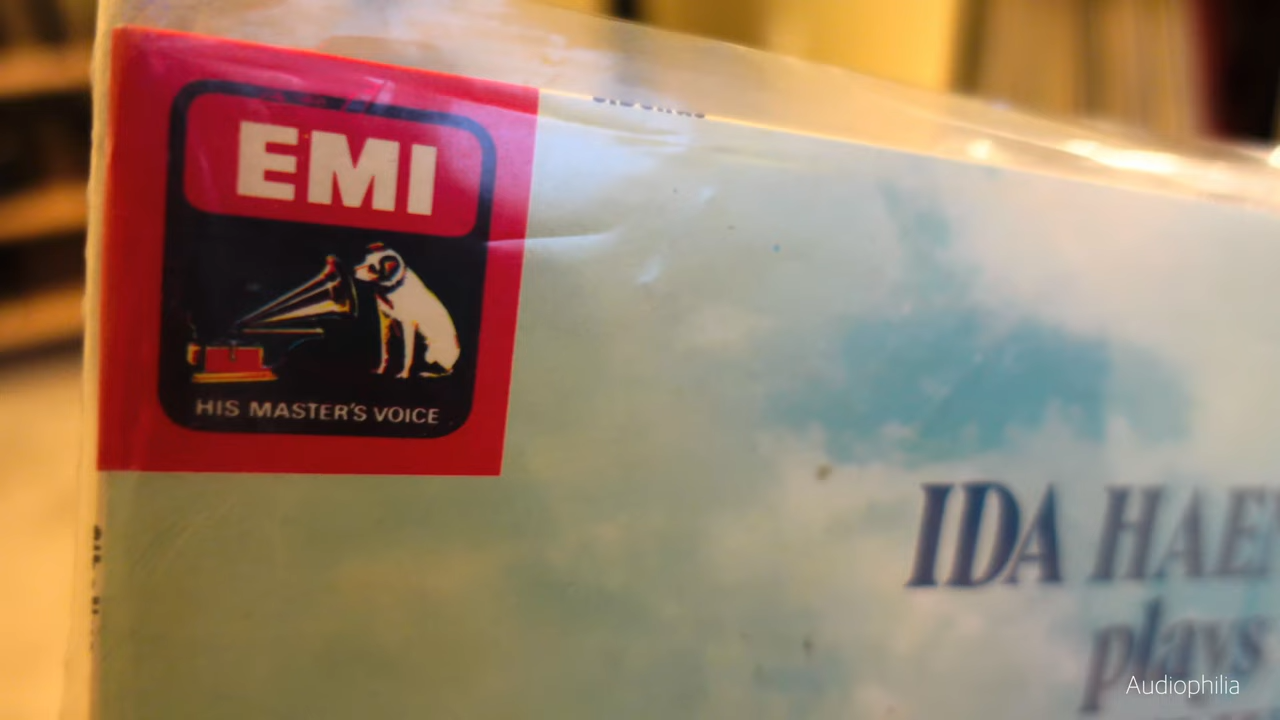 EMI
HIS MASTER'S VOICE
IDA HAE
plays
Audiophilia